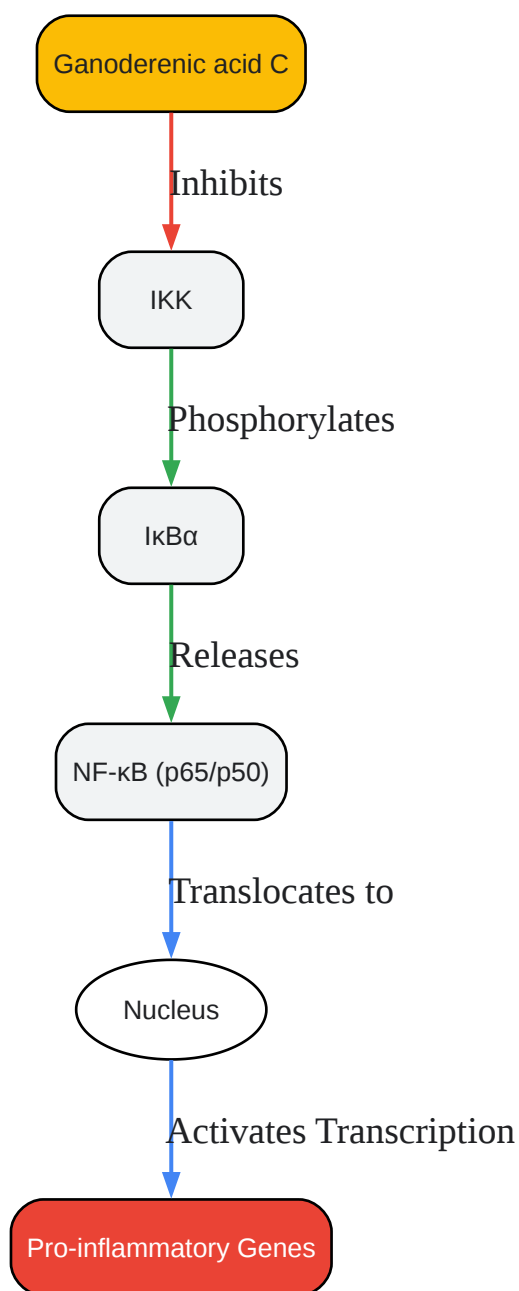 Ganoderenic acid C
Inhibits
IKK
Phosphorylates
IκBα
Releases
NF-κB (p65/p50)
Translocates to
Nucleus
Activates Transcription
Pro-inflammatory Genes